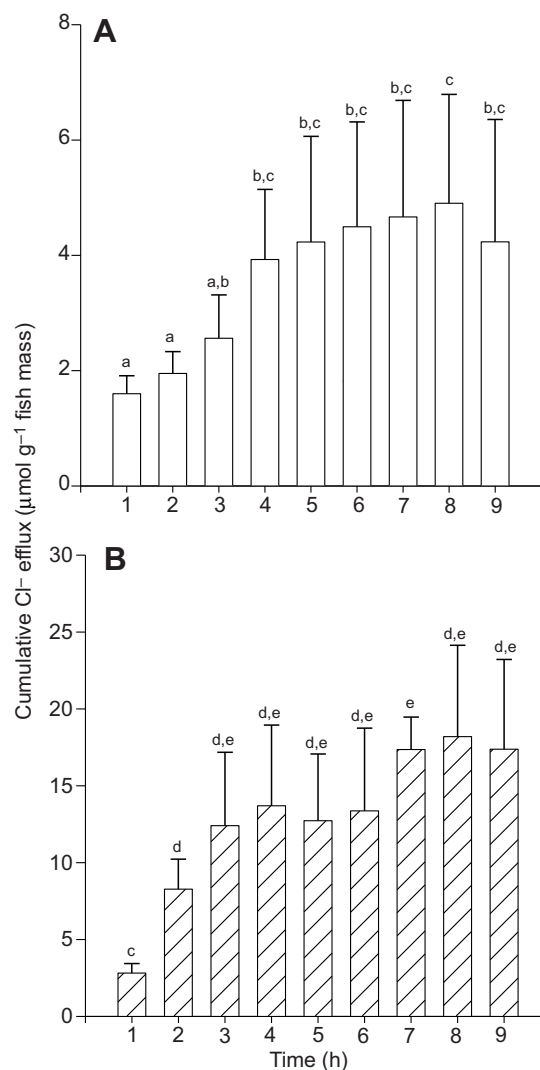 8
A
c
b,c
b,c
b,c
b,c
b,c
6
b,c
4
a,b
a
a
2
0
1 2 3 4 5 6 7 8 9
Cumulative Cl⁻ efflux (μmol g⁻¹ fish mass)
30
B
25
d,e
d,e
e
d,e
d,e
d,e
d,e
20
15
d
10
5
c
0
1 2 3 4 5 6 7 8 9
Time (h)